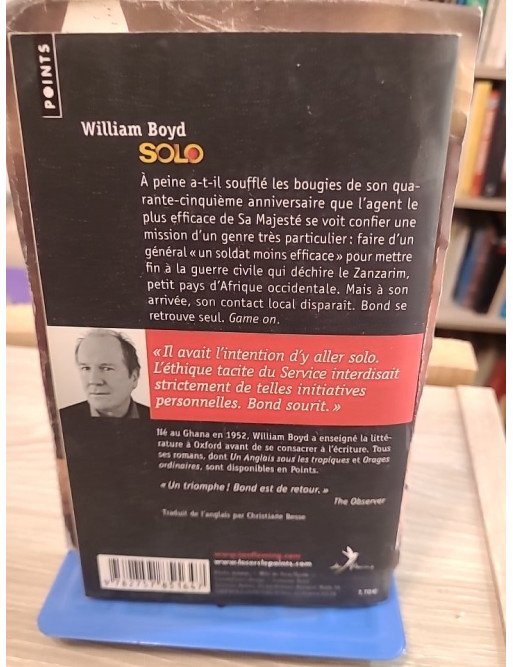 POINTS
William Boyd
SOLO
À peine a-t-il soufflé les bougies de son qua-
rante-cinquième anniversaire que l'agent le
plus efficace de Sa Majesté se voit confier une
mission d'un genre très particulier : faire d'un
général « un soldat moins efficace » pour mettre
fin à la guerre civile qui déchire le Zanzarim,
petit pays d'Afrique occidentale. Mais à son
arrivée, son contact local disparait. Bond se
retrouve seul. Game on.
« Il avait l'intention d'y aller solo.
L'éthique tacite du Service interdisait
strictement de telles initiatives
personnelles. Bond sourit. »
Né au Ghana en 1952, William Boyd a enseigné la litté-
rature à Oxford avant de se consacrer à l'écriture. Tous
ses romans, dont Un Anglais sous les tropiques et Orages
ordinaires, sont disponibles en Points.
« Un triomphe ! Bond est de retour. »
The Observer
Traduit de l'anglais par Christiane Besse
www.ianfleming.com
www.lecerclepoints.com